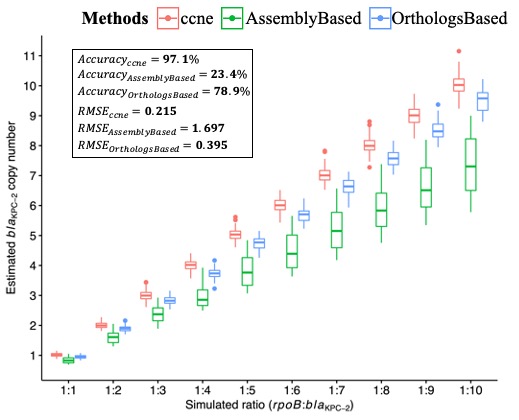 Methods ccne AssemblyBased OrthologsBased
Accuracy_ccne = 97.1%
Accuracy_AssemblyBased = 23.4%
Accuracy_OrthologsBased = 78.9%
RMSE_ccne = 0.215
RMSE_AssemblyBased = 1.697
RMSE_OrthologsBased = 0.395
Estimated bla_KPC−2 copy number
11
10
9
8
7
6
5
4
3
2
1
1:1 1:2 1:3 1:4 1:5 1:6 1:7 1:8 1:9 1:10
Simulated ratio (rpoB:bla_KPC−2)